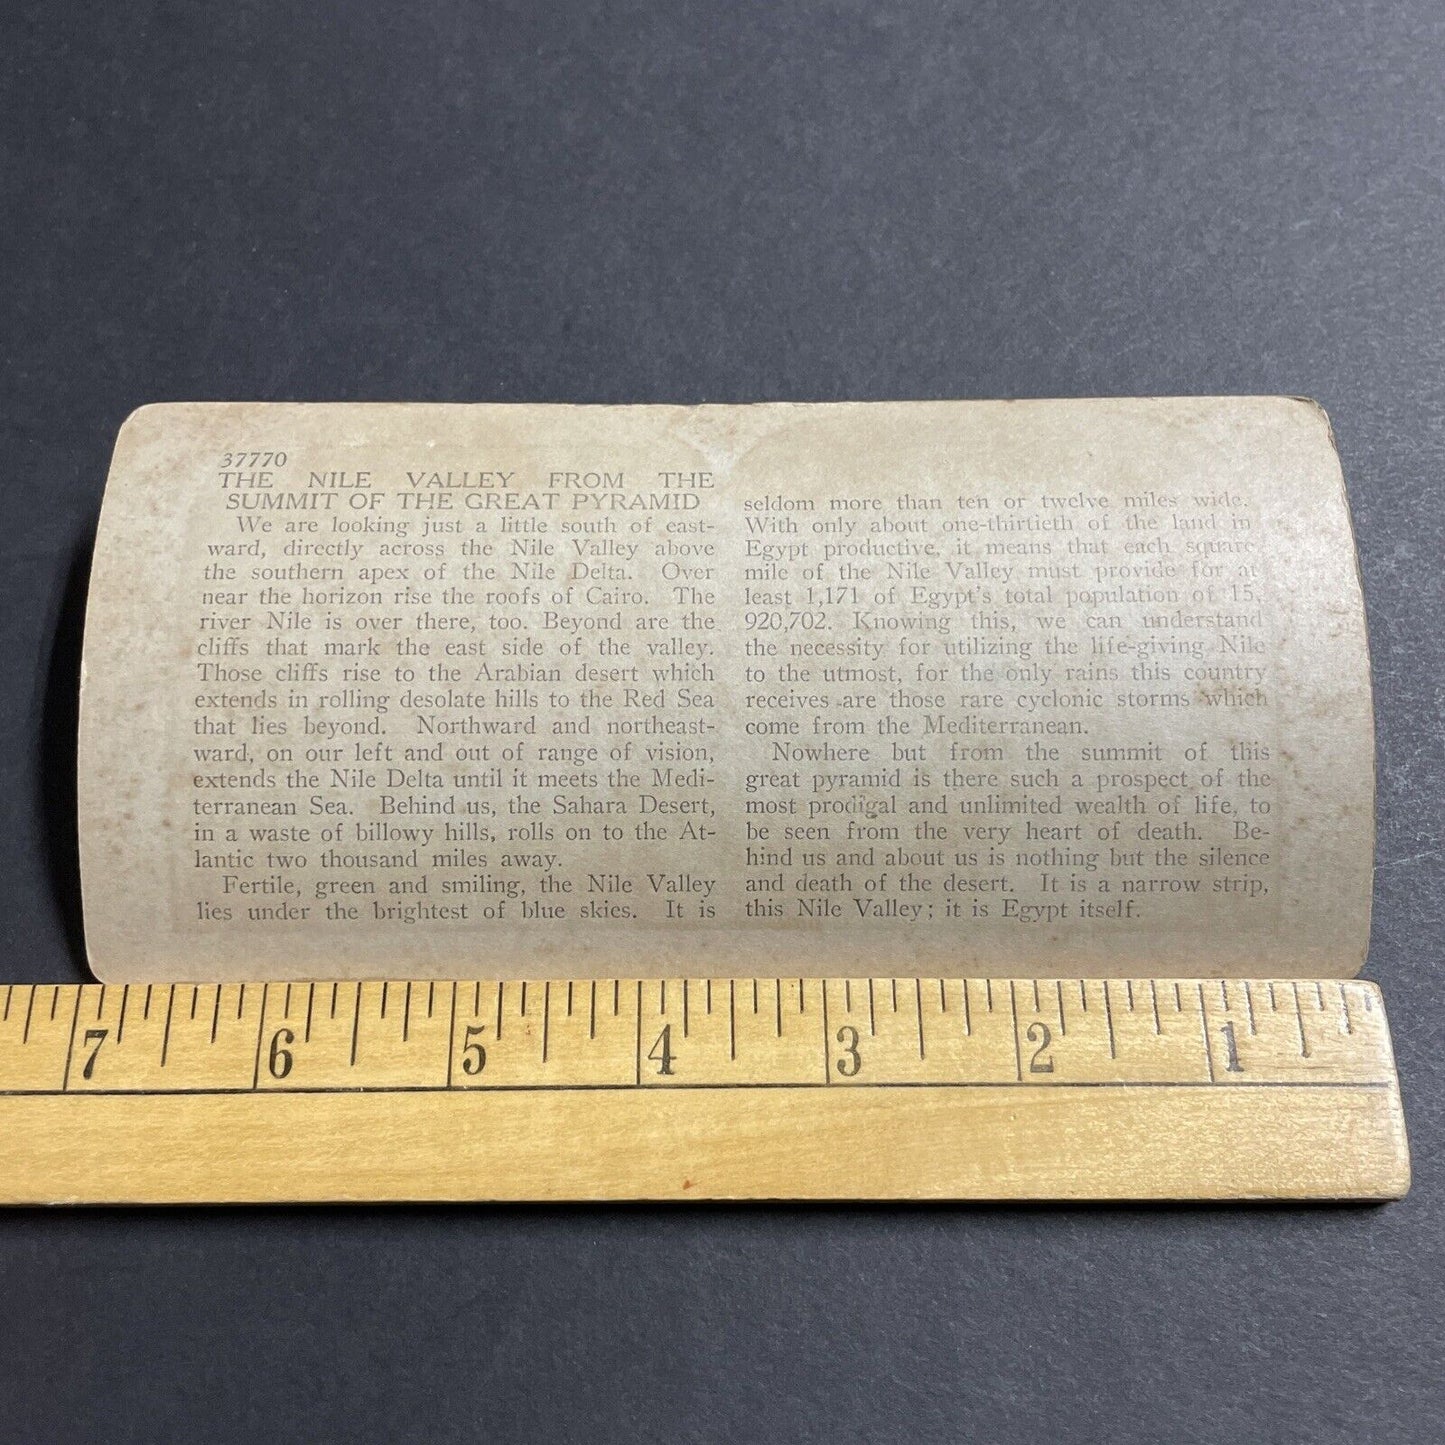 37770
THE NILE VALLEY FROM THE
SUMMIT OF THE GREAT PYRAMID
We are looking just a little south of east-
ward, directly across the Nile Valley above
the southern apex of the Nile Delta. Over
near the horizon rise the roofs of Cairo. The
river Nile is over there, too. Beyond are the
cliffs that mark the east side of the valley.
Those cliffs rise to the Arabian desert which
extends in rolling desolate hills to the Red Sea
that lies beyond. Northward and northeast-
ward, on our left and out of range of vision,
extends the Nile Delta until it meets the Medi-
terranean Sea. Behind us, the Sahara Desert,
in a waste of billowy hills, rolls on to the At-
lantic two thousand miles away.
Fertile, green and smiling, the Nile Valley
lies under the brightest of blue skies. It is
seldom more than ten or twelve miles wide.
With only about one-thirtieth of the land in
Egypt productive, it means that each square
mile of the Nile Valley must provide for at
least 1,171 of Egypt's total population of 15,
920,702. Knowing this, we can understand
the necessity for utilizing the life-giving Nile
to the utmost, for the only rains this country
receives are those rare cyclonic storms which
come from the Mediterranean.
Nowhere but from the summit of this
great pyramid is there such a prospect of the
most prodigal and unlimited wealth of life, to
be seen from the very heart of death. Be-
hind us and about us is nothing but the silence
and death of the desert. It is a narrow strip,
this Nile Valley; it is Egypt itself.
7 6 5 4 3 2 1